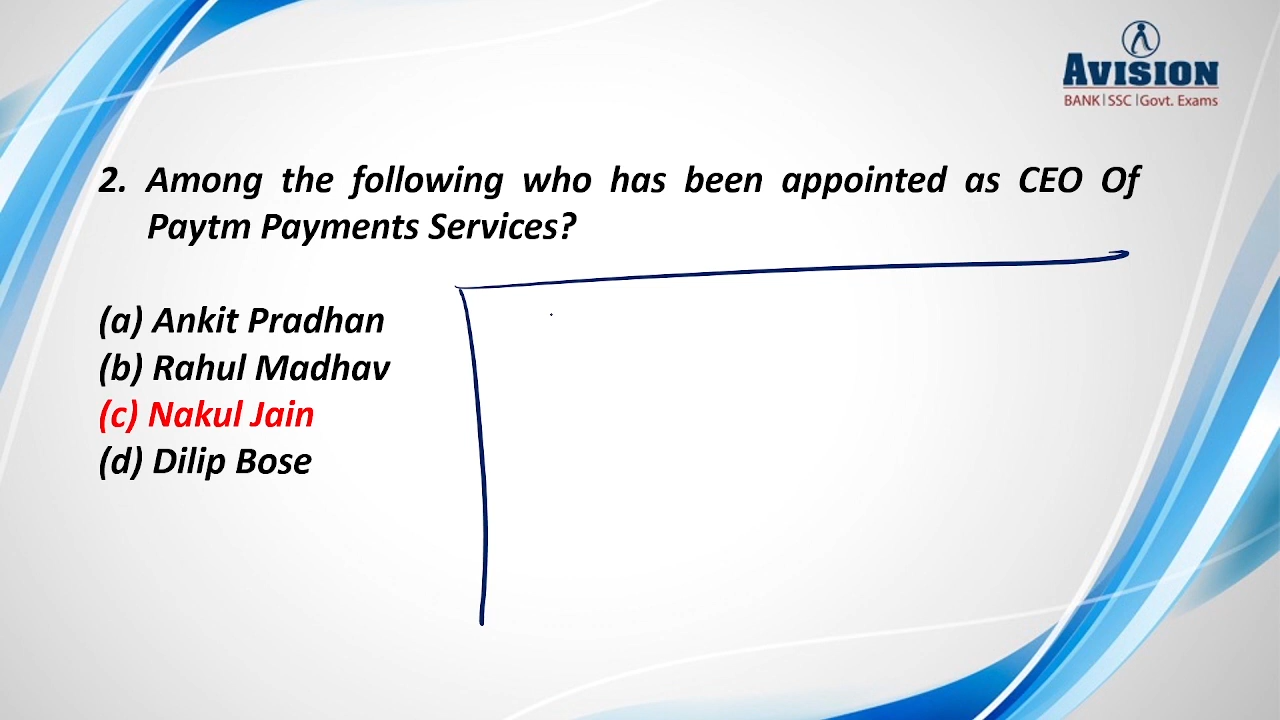 AVISION
BANK|SSC|Govt. Exams
2. Among the following who has been appointed as CEO Of
Paytm Payments Services?
(a) Ankit Pradhan
(b) Rahul Madhav
(c) Nakul Jain
(d) Dilip Bose